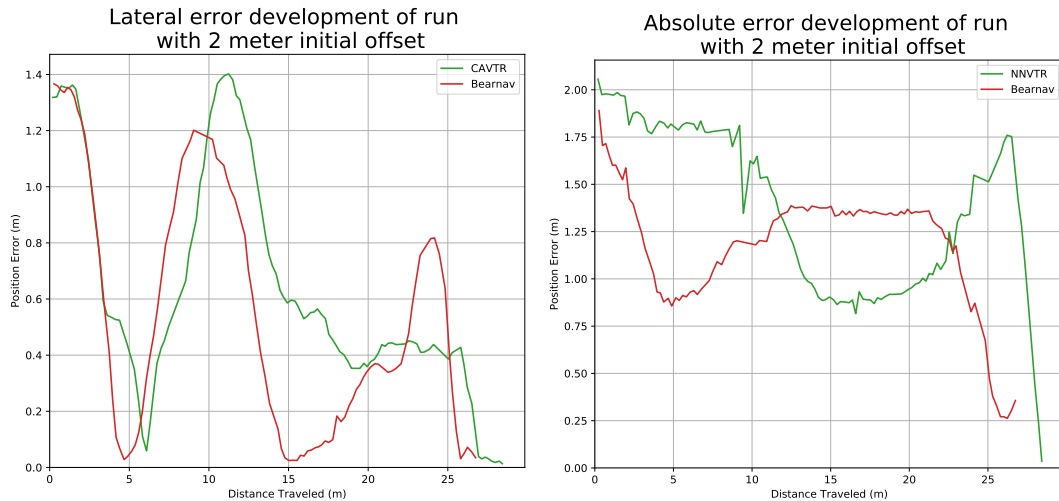 Lateral error development of run
with 2 meter initial offset
CAVTR
Bearnav
Position Error (m)
1.4
1.2
1.0
0.8
0.6
0.4
0.2
0.0
0
5
10
15
20
25
Distance Traveled (m)
Absolute error development of run
with 2 meter initial offset
NNVTR
Bearnav
Position Error (m)
2.00
1.75
1.50
1.25
1.00
0.75
0.50
0.25
0.00
0
5
10
15
20
25
Distance Traveled (m)